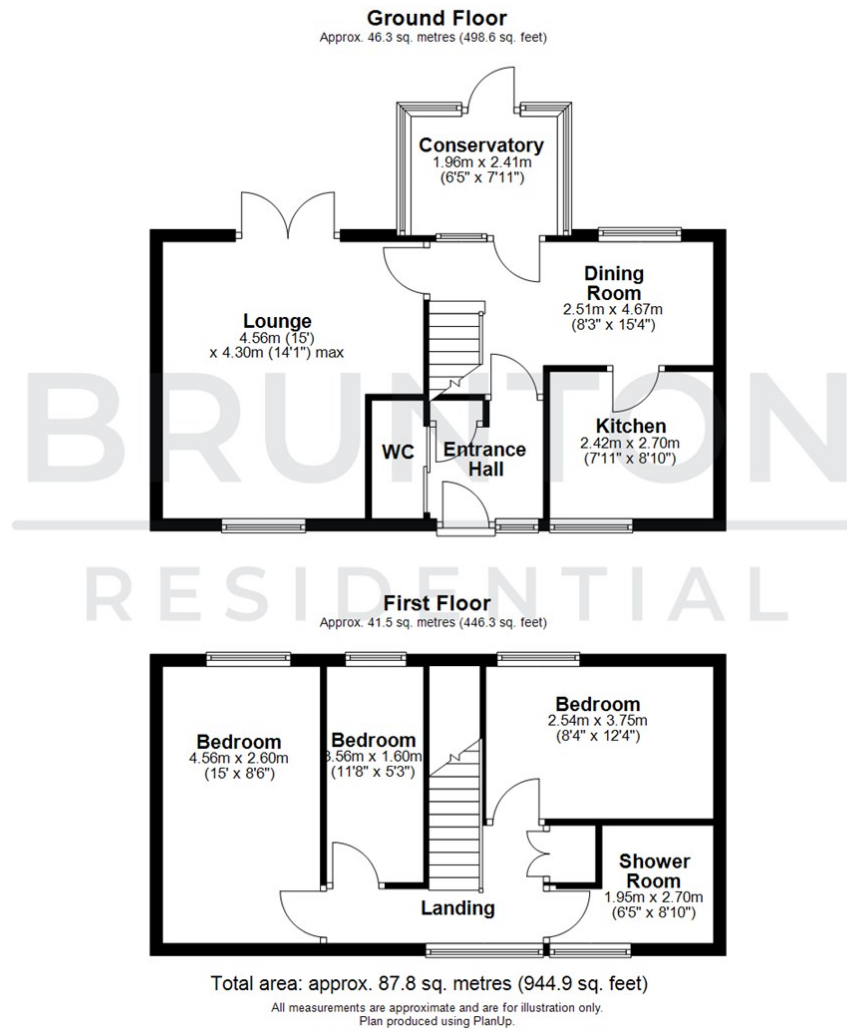 Ground Floor
Approx. 46.3 sq. metres (498.6 sq. feet)
Conservatory
1.96m x 2.41m
(6'5" x 7'11")
Dining
Room
2.51m x 4.67m
(8'3" x 15'4")
Lounge
4.56m (15')
x 4.30m (14'1") max
Kitchen
2.42m x 2.70m
(7'11" x 8'10")
WC
Entrance
Hall
BRUNTON
RESIDENTIAL
First Floor
Approx. 41.5 sq. metres (446.3 sq. feet)
Bedroom
4.56m x 2.60m
(15' x 8'6")
Bedroom
3.56m x 1.60m
(11'8" x 5'3")
Bedroom
2.54m x 3.75m
(8'4" x 12'4")
Shower
Room
1.95m x 2.70m
(6'5" x 8'10")
Landing
Total area: approx. 87.8 sq. metres (944.9 sq. feet)
All measurements are approximate and are for illustration only.
Plan produced using PlanUp.